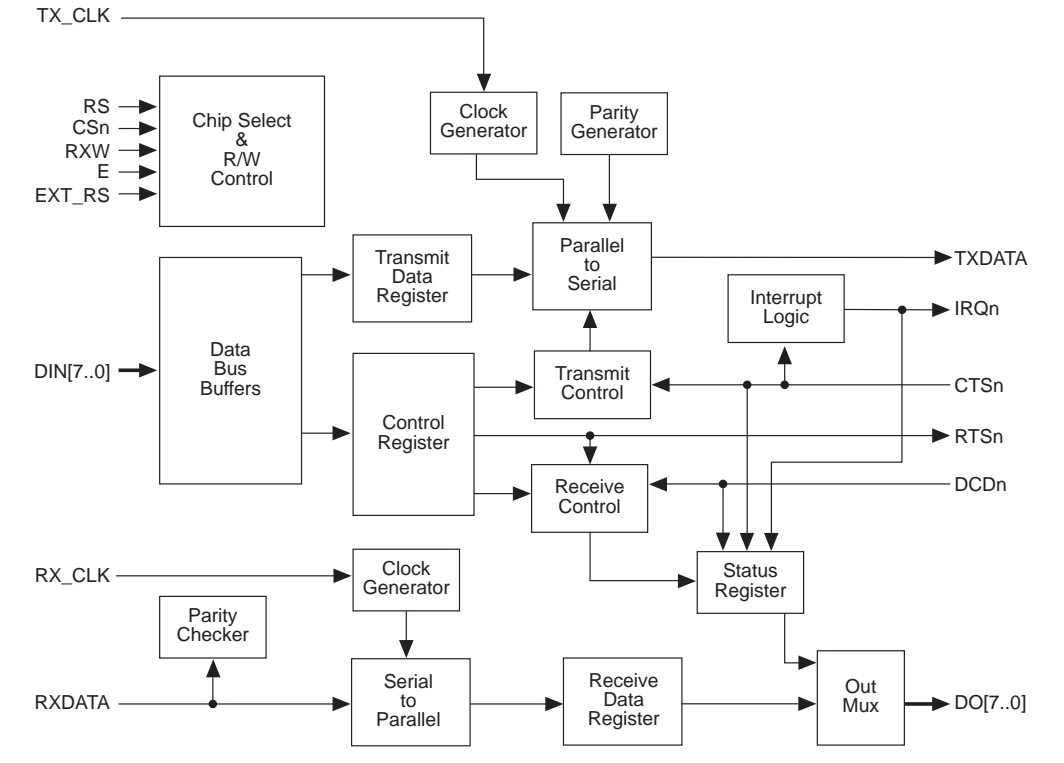 TX_CLK
Clock
Generator
Parity
Generator
RS
CSn
RXW
E
EXT_RS
Chip Select
&
R/W
Control
Transmit
Data
Register
Parallel
to
Serial
TXDATA
Interrupt
Logic
IRQn
DIN[7..0]
Data
Bus
Buffers
Transmit
Control
CTSn
Control
Register
RTSn
Receive
Control
DCDn
RX_CLK
Clock
Generator
Status
Register
Parity
Checker
RXDATA
Serial
to
Parallel
Receive
Data
Register
Out
Mux
DO[7..0]